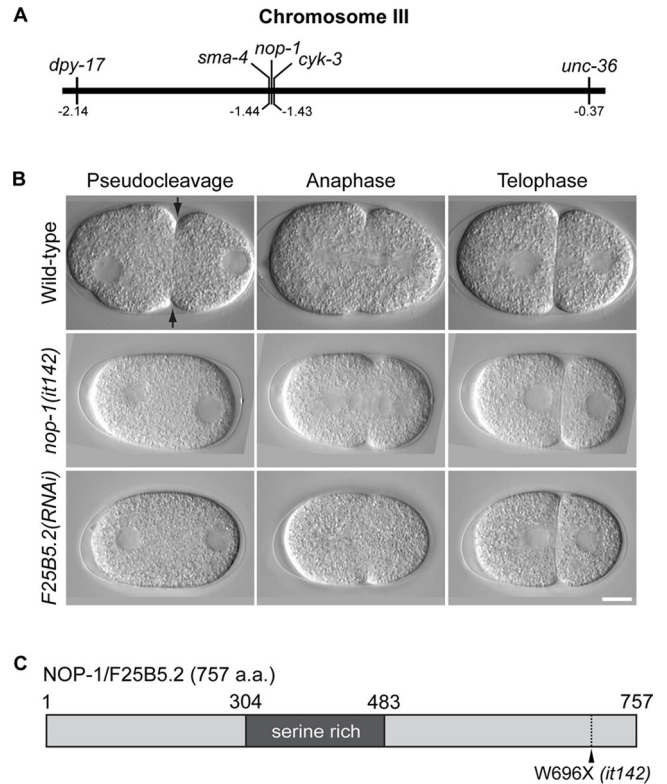 A
Chromosome III
dpy-17 sma-4 nop-1 cyk-3 unc-36
-2.14 -1.44 -1.43 -0.37
B
Pseudocleavage Anaphase Telophase
Wild-type
nop-1(it142)
F25B5.2(RNAi)
C
NOP-1/F25B5.2 (757 a.a.)
1 304 483 757
serine rich
W696X (it142)